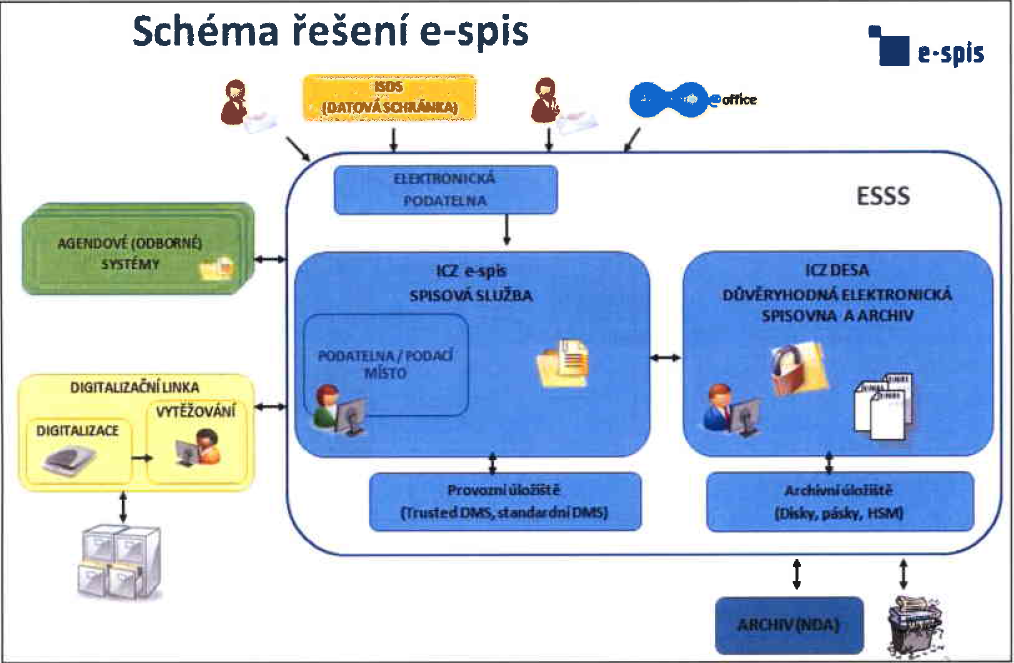 Schéma řešení e-spis
e-spis
ISDS
(DATOVÁ SCHRÁNKA)
@office
ELEKTRONICKÁ
PODATELNA
ESSS
AGENDOVÉ (ODBORNÉ)
SYSTÉMY
ICZ e-spis
SPISOVÁ SLUŽBA
PODATELNA / PODACÍ
MÍSTO
ICZ DESA
DŮVĚRYHODNÁ ELEKTRONICKÁ
SPISOVNA A ARCHIV
DIGITALIZAČNÍ LINKA
VYTĚŽOVÁNÍ
DIGITALIZACE
Provozní úložiště
(Trusted DMS, standardní DMS)
Archivní úložiště
(Disky, pásky, HSM)
ARCHIV (NDA)